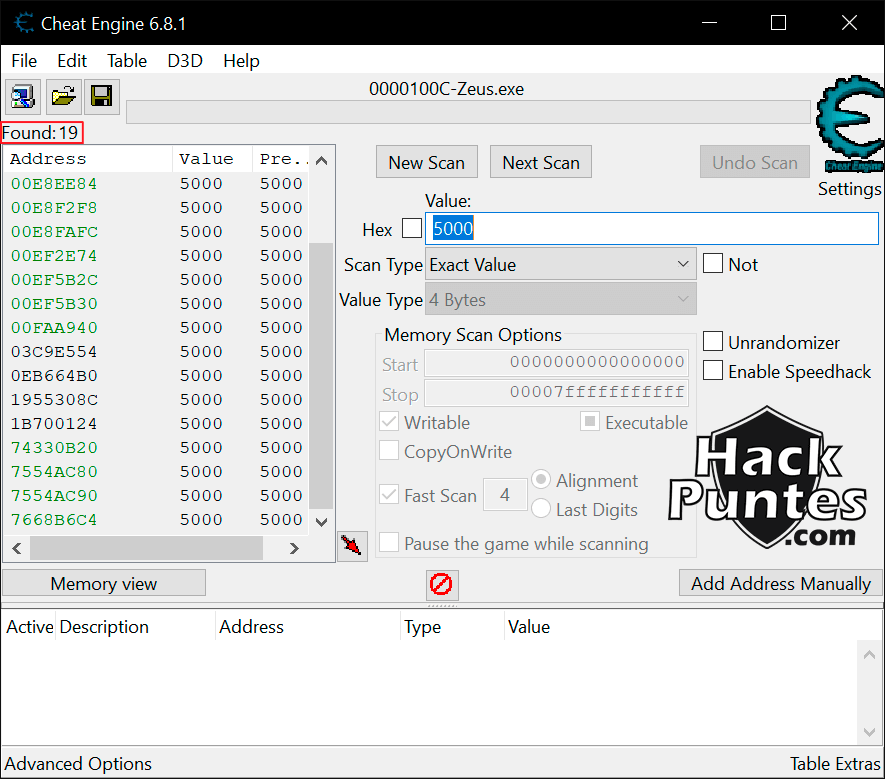 Cheat Engine 6.8.1
File Edit Table D3D Help
0000100C-Zeus.exe
Found: 19
Address Value Pre..
00E8EE84 5000 5000
00E8F2F8 5000 5000
00E8FAFC 5000 5000
00EF2E74 5000 5000
00EF5B2C 5000 5000
00EF5B30 5000 5000
00FAA940 5000 5000
03C9E554 5000 5000
0EB664B0 5000 5000
1955308C 5000 5000
1B700124 5000 5000
74330B20 5000 5000
7554AC80 5000 5000
7554AC90 5000 5000
7668B6C4 5000 5000
New Scan Next Scan Undo Scan
Cheat Engine
Settings
Value:
Hex 5000
Scan Type Exact Value Not
Value Type 4 Bytes
Memory Scan Options
Start 0000000000000000
Stop 00007fffffffffff
Writable Executable
CopyOnWrite
Fast Scan 4 Alignment
Last Digits
Pause the game while scanning
Unrandomizer
Enable Speedhack
Hack
Puntes
.com
Memory view Add Address Manually
Active Description Address Type Value
Advanced Options Table Extras